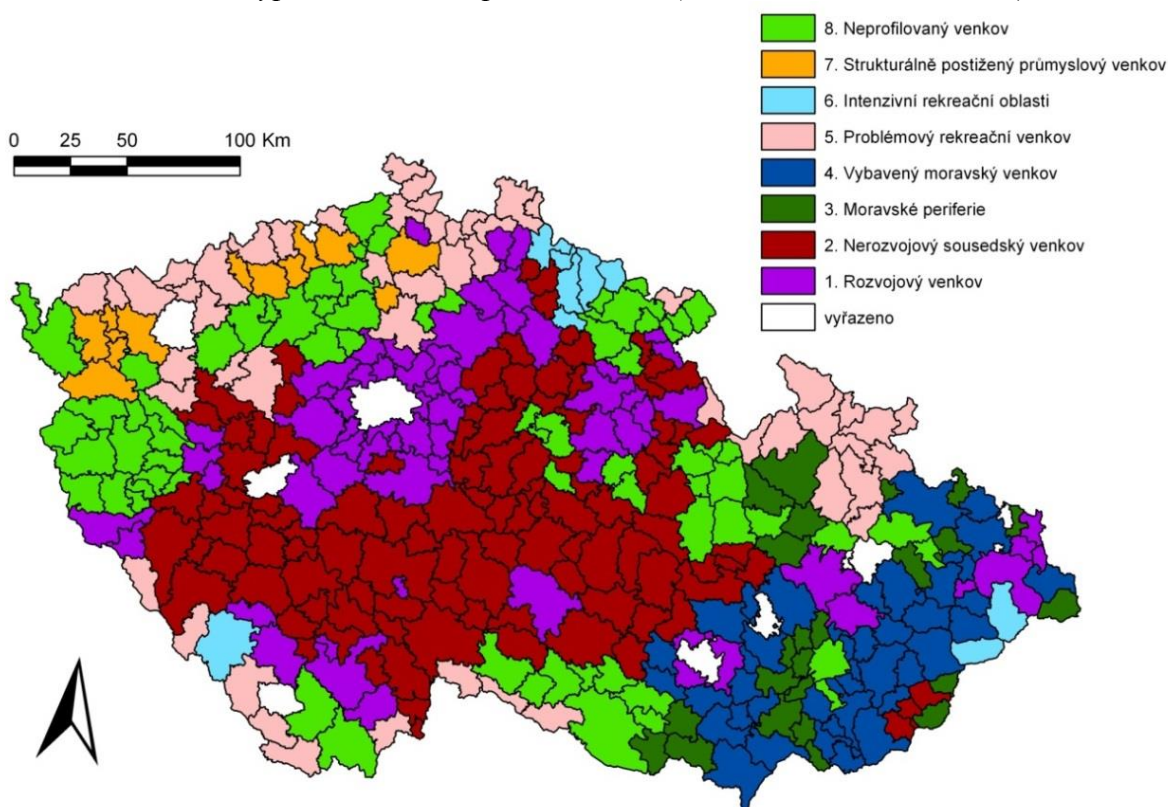 8. Neprofilovaný venkov
7. Strukturálně postižený průmyslový venkov
6. Intenzivní rekreační oblasti
5. Problémový rekreační venkov
4. Vybavený moravský venkov
3. Moravské periferie
2. Nerozvojový sousedský venkov
1. Rozvojový venkov
vyřazeno
0 25 50 100 Km